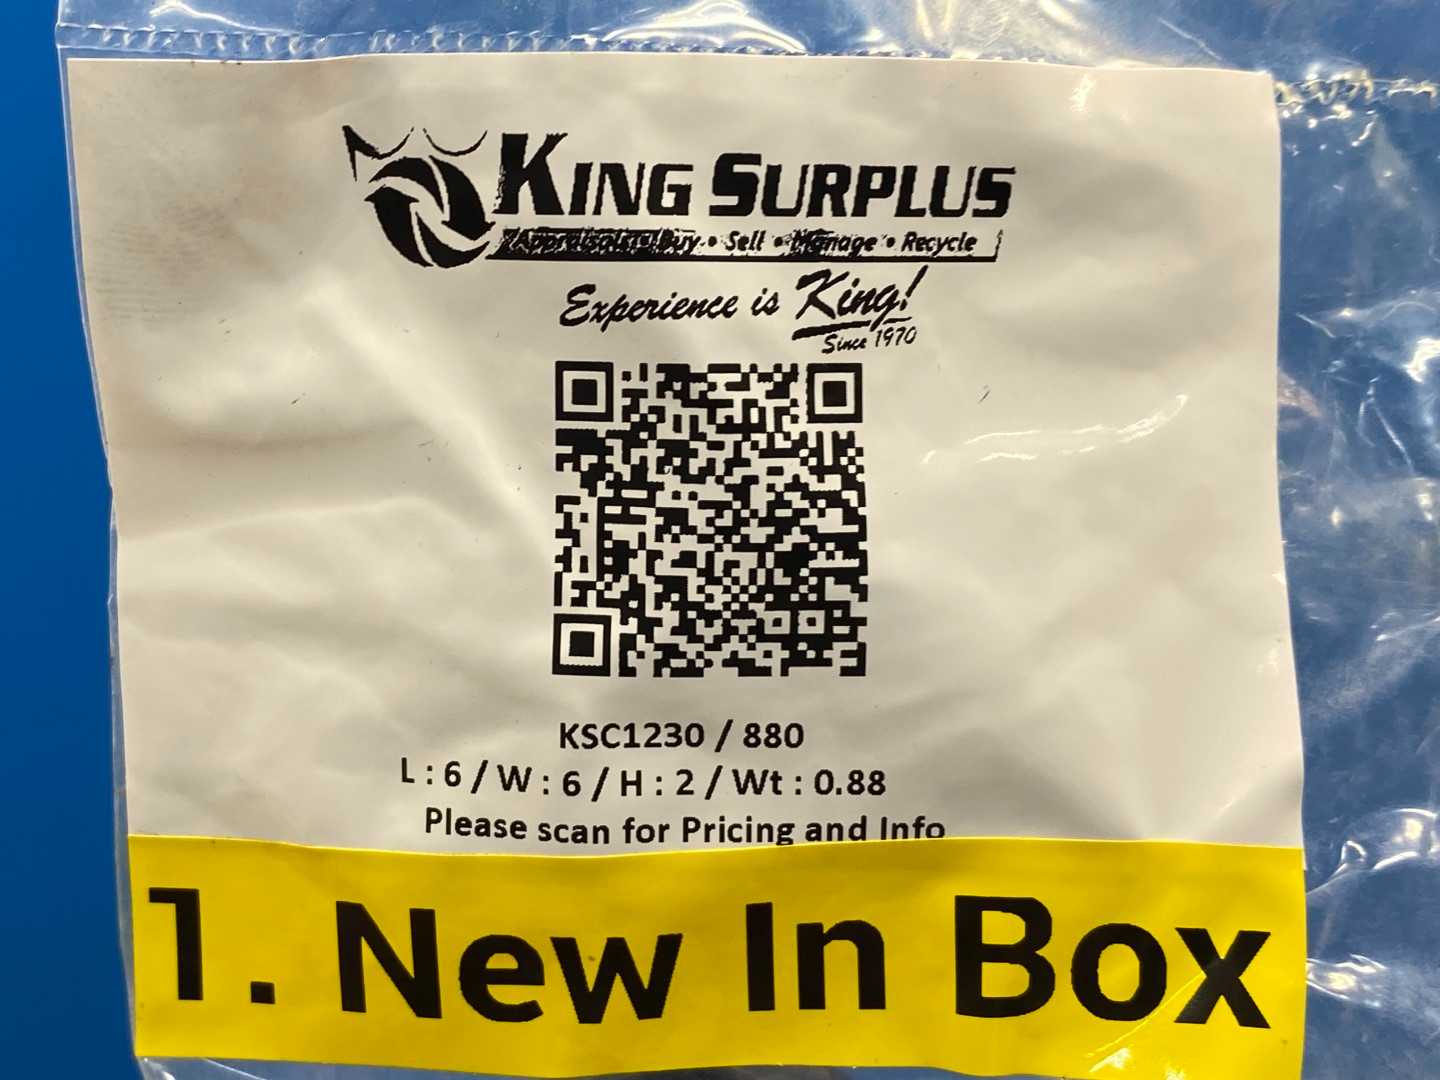 KING SURPLUS
Appraisals • Buy • Sell • Manage • Recycle
Experience is King!
Since 1970
KSC1230 / 880
L : 6 / W : 6 / H : 2 / Wt : 0.88
Please scan for Pricing and Info
1. New In Box